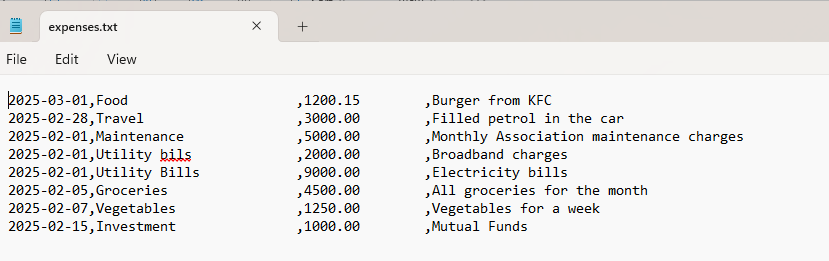 expenses.txt
File Edit View
2025-03-01,Food ,1200.15 ,Burger from KFC
2025-02-28,Travel ,3000.00 ,Filled petrol in the car
2025-02-01,Maintenance ,5000.00 ,Monthly Association maintenance charges
2025-02-01,Utility bils ,2000.00 ,Broadband charges
2025-02-01,Utility Bills ,9000.00 ,Electricity bills
2025-02-05,Groceries ,4500.00 ,All groceries for the month
2025-02-07,Vegetables ,1250.00 ,Vegetables for a week
2025-02-15,Investment ,1000.00 ,Mutual Funds